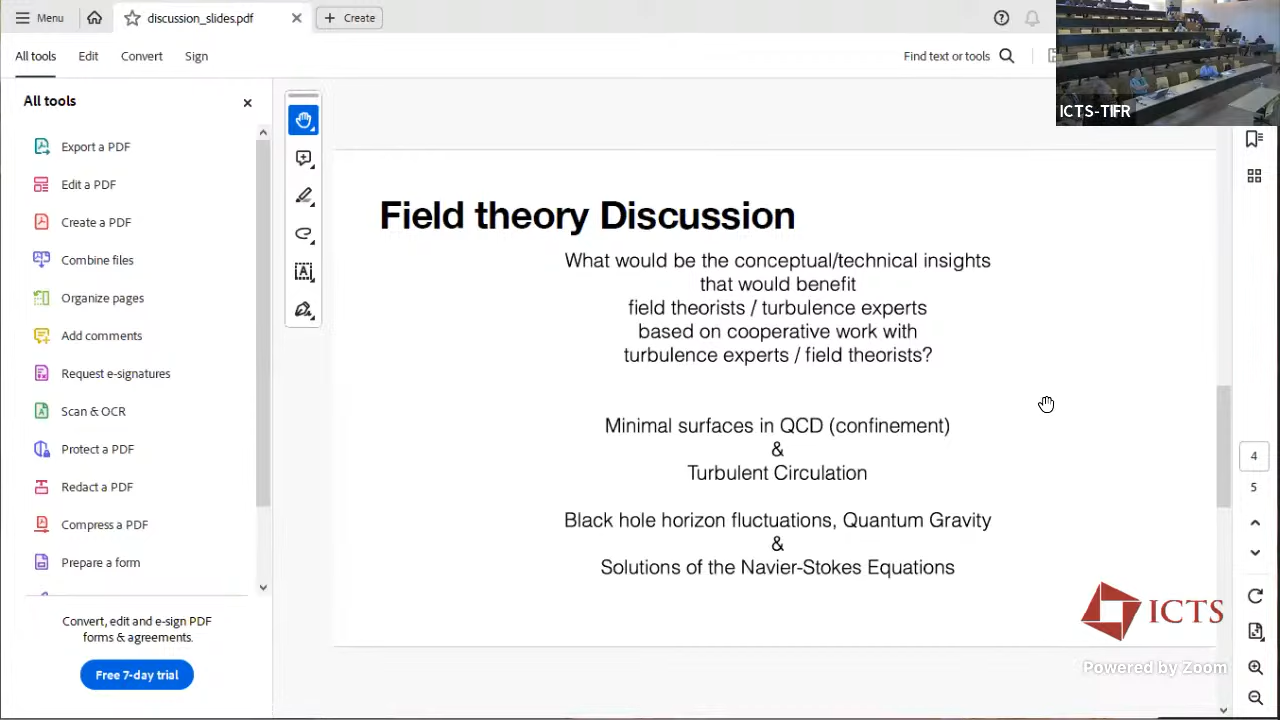 Menu
discussion_slides.pdf
Create
All tools
Edit
Convert
Sign
Find text or tools
ICTS-TIFR
All tools
Export a PDF
Edit a PDF
Create a PDF
Combine files
Organize pages
Add comments
Request e-signatures
Scan & OCR
Protect a PDF
Redact a PDF
Compress a PDF
Prepare a form
Convert, edit and e-sign PDF
forms & agreements.
Free 7-day trial
Field theory Discussion
What would be the conceptual/technical insights
that would benefit
field theorists / turbulence experts
based on cooperative work with
turbulence experts / field theorists?
Minimal surfaces in QCD (confinement)
&
Turbulent Circulation
Black hole horizon fluctuations, Quantum Gravity
&
Solutions of the Navier-Stokes Equations
4
5
ICTS
Powered by Zoom